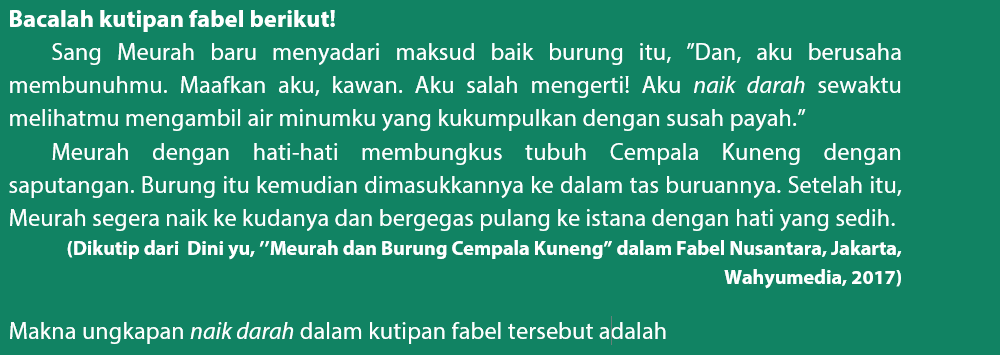 Bacalah kutipan fabel berikut!
Sang Meurah baru menyadari maksud baik burung itu, ”Dan, aku berusaha
membunuhmu. Maafkan aku, kawan. Aku salah mengerti! Aku naik darah sewaktu
melihatmu mengambil air minumku yang kukumpulkan dengan susah payah.”
Meurah dengan hati-hati membungkus tubuh Cempala Kuneng dengan
saputangan. Burung itu kemudian dimasukkannya ke dalam tas buruannya. Setelah itu,
Meurah segera naik ke kudanya dan bergegas pulang ke istana dengan hati yang sedih.
(Dikutip dari Dini yu, ’’Meurah dan Burung Cempala Kuneng” dalam Fabel Nusantara, Jakarta,
Wahyumedia, 2017)
Makna ungkapan naik darah dalam kutipan fabel tersebut adalah